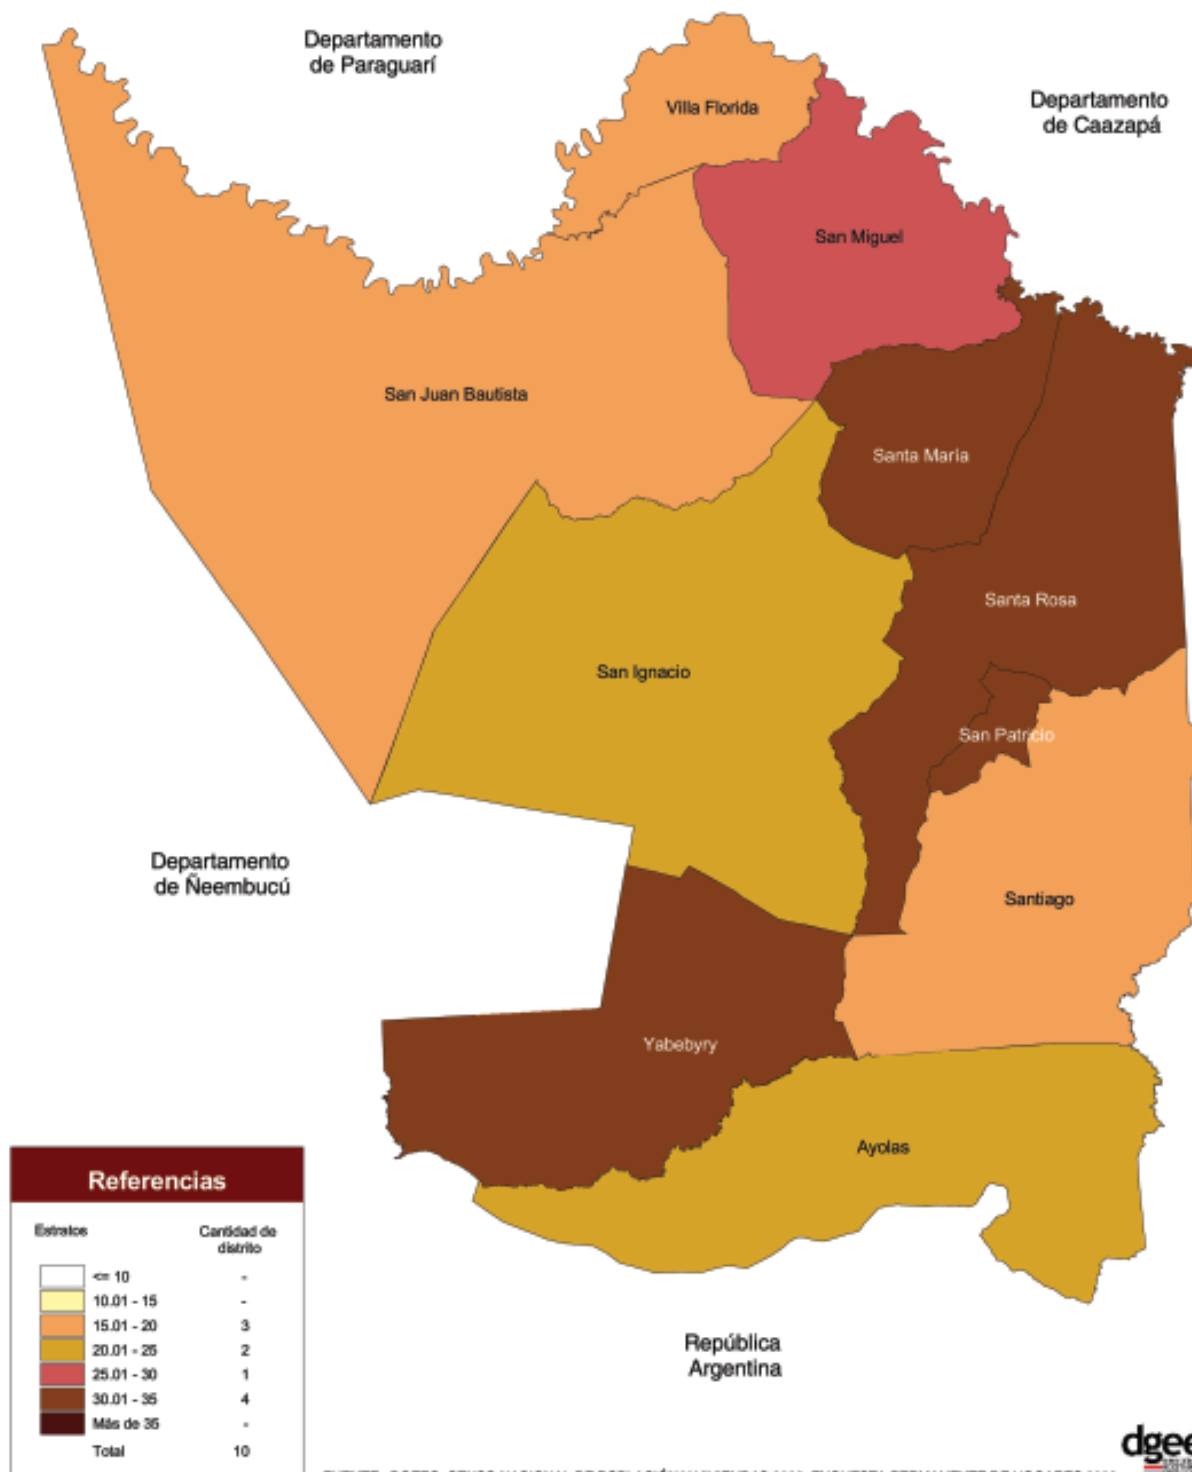 Departamento
de Paraguarí
Villa Florida
Departamento
de Caazapá
San Miguel
San Juan Bautista
Santa María
Santa Rosa
San Ignacio
San Patricio
Departamento
de Ñeembucú
Santiago
Yabebyry
Ayolas
Referencias
Estratos Cantidad de
distrito
<= 10 -
10.01 - 15 -
15.01 - 20 3
20.01 - 25 2
25.01 - 30 1
30.01 - 35 4
Más de 35 -
Total 10
República
Argentina
dgee